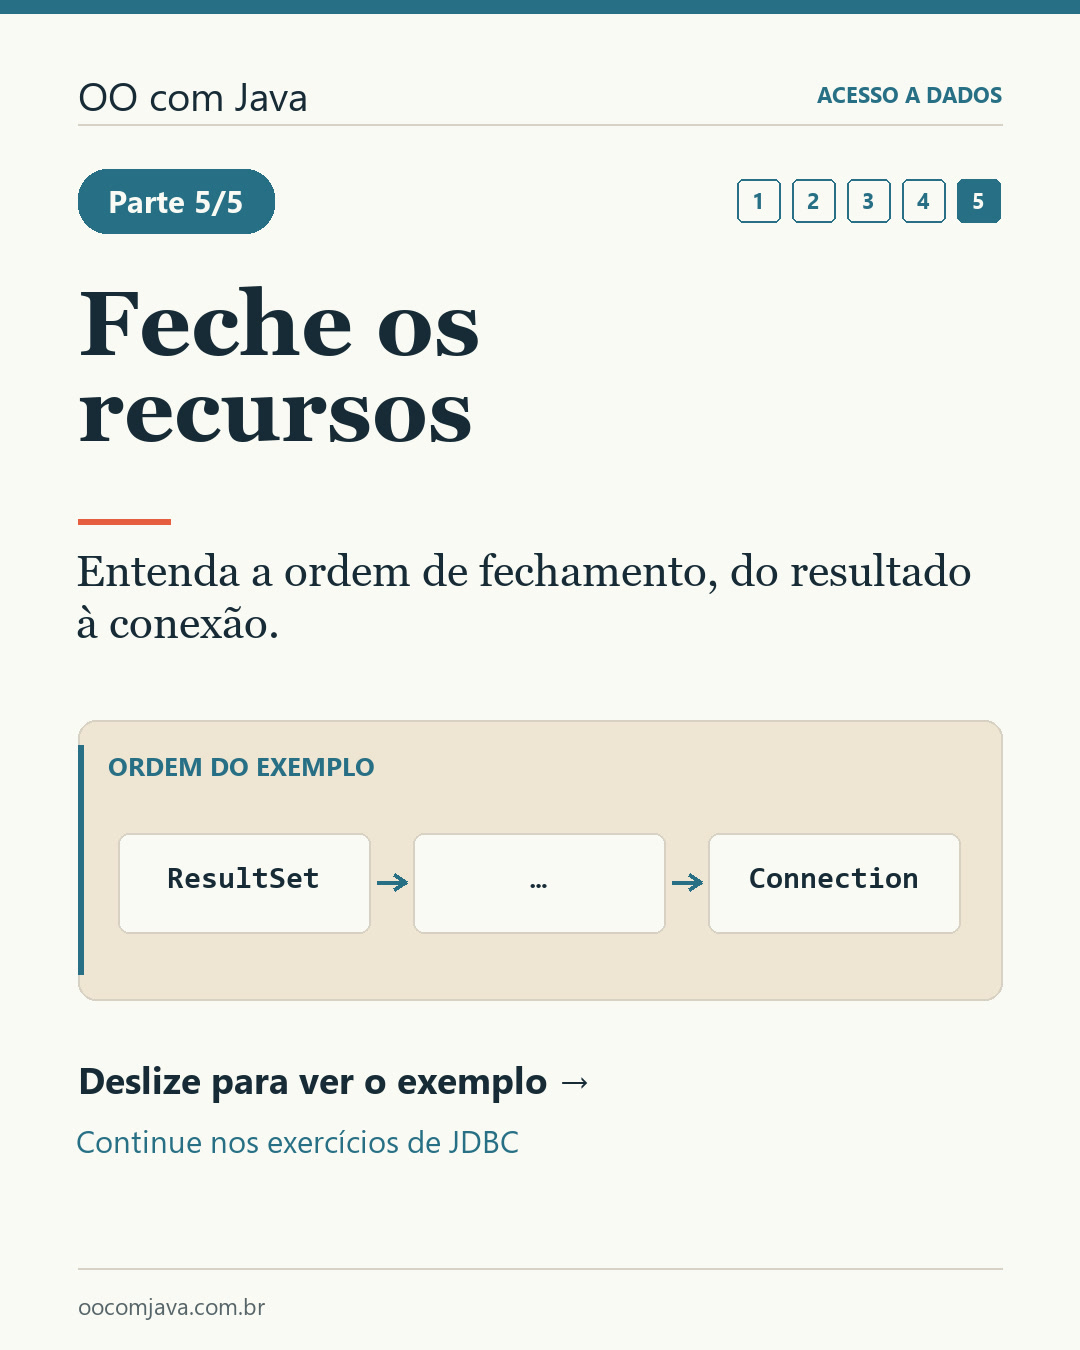 OO com Java
ACESSO A DADOS
Parte 5/5
1 2 3 4 5
Feche os
recursos
Entenda a ordem de fechamento, do resultado
à conexão.
ORDEM DO EXEMPLO
ResultSet → … → Connection
Deslize para ver o exemplo →
Continue nos exercícios de JDBC
oocomjava.com.br